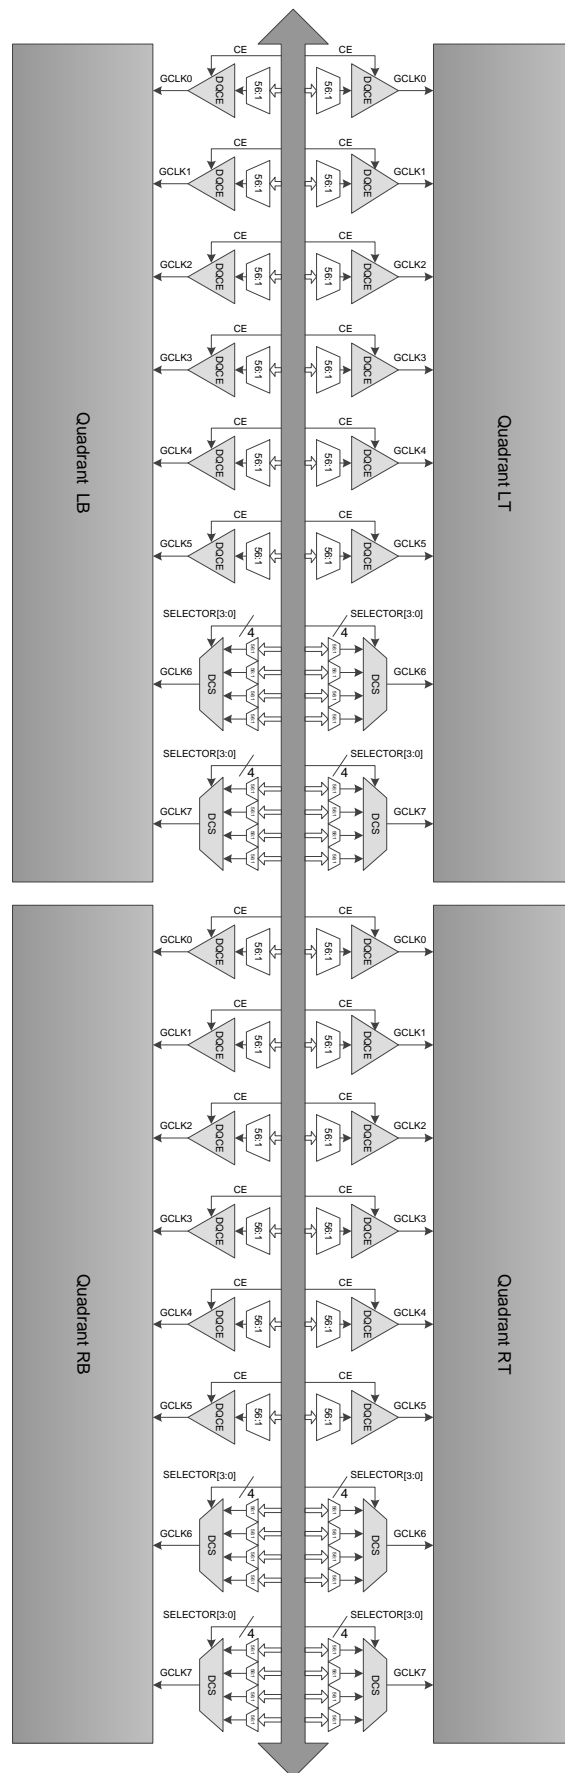 CE CE
GCLK0 DQCE 56:1 56:1 DQCE GCLK0
CE CE
GCLK1 DQCE 56:1 56:1 DQCE GCLK1
CE CE
GCLK2 DQCE 56:1 56:1 DQCE GCLK2
CE CE
GCLK3 DQCE 56:1 56:1 DQCE GCLK3
Quadrant LB
Quadrant LT
CE CE
GCLK4 DQCE 56:1 56:1 DQCE GCLK4
CE CE
GCLK5 DQCE 56:1 56:1 DQCE GCLK5
SELECTOR[3:0] SELECTOR[3:0]
4 4
GCLK6 DCS DCS GCLK6
SELECTOR[3:0] SELECTOR[3:0]
4 4
GCLK7 DCS DCS GCLK7
CE CE
GCLK0 DQCE 56:1 56:1 DQCE GCLK0
CE CE
GCLK1 DQCE 56:1 56:1 DQCE GCLK1
CE CE
GCLK2 DQCE 56:1 56:1 DQCE GCLK2
CE CE
GCLK3 DQCE 56:1 56:1 DQCE GCLK3
Quadrant RB
Quadrant RT
CE CE
GCLK4 DQCE 56:1 56:1 DQCE GCLK4
CE CE
GCLK5 DQCE 56:1 56:1 DQCE GCLK5
SELECTOR[3:0] SELECTOR[3:0]
4 4
GCLK6 DCS DCS GCLK6
SELECTOR[3:0] SELECTOR[3:0]
4 4
GCLK7 DCS DCS GCLK7